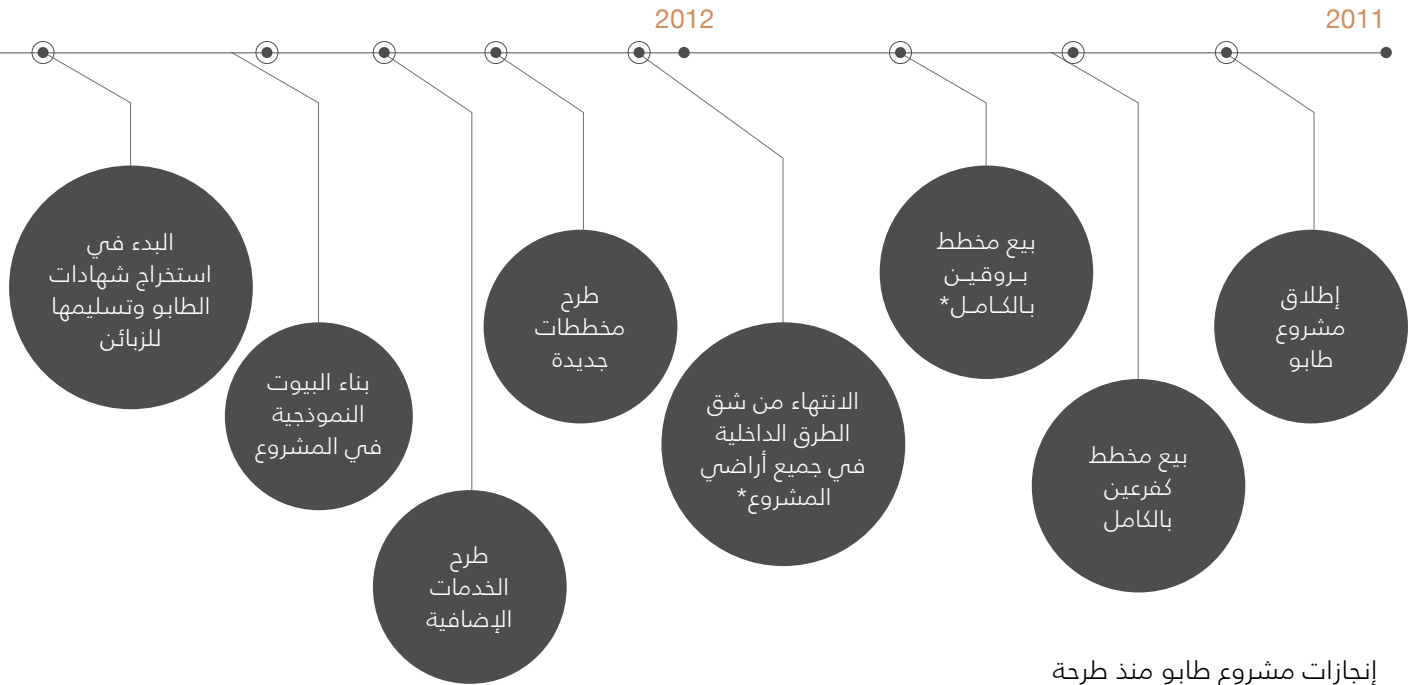 2011
2012
إطلاق
مشروع
طابو
بيع مخطط
كفرعين
بالكامل
بيع مخطط
بـروقـيـن
بـالكـامـل*
الانتهاء من شق
الطرق الداخلية
في جميع أراضي
المشروع*
طرح
مخططات
جديدة
طرح
الخدمات
الإضافية
بناء البيوت
النموذجية
في المشروع
البدء في
استخراج شهادات
الطابو وتسليمها
للزبائن
إنجازات مشروع طابو منذ طرحة